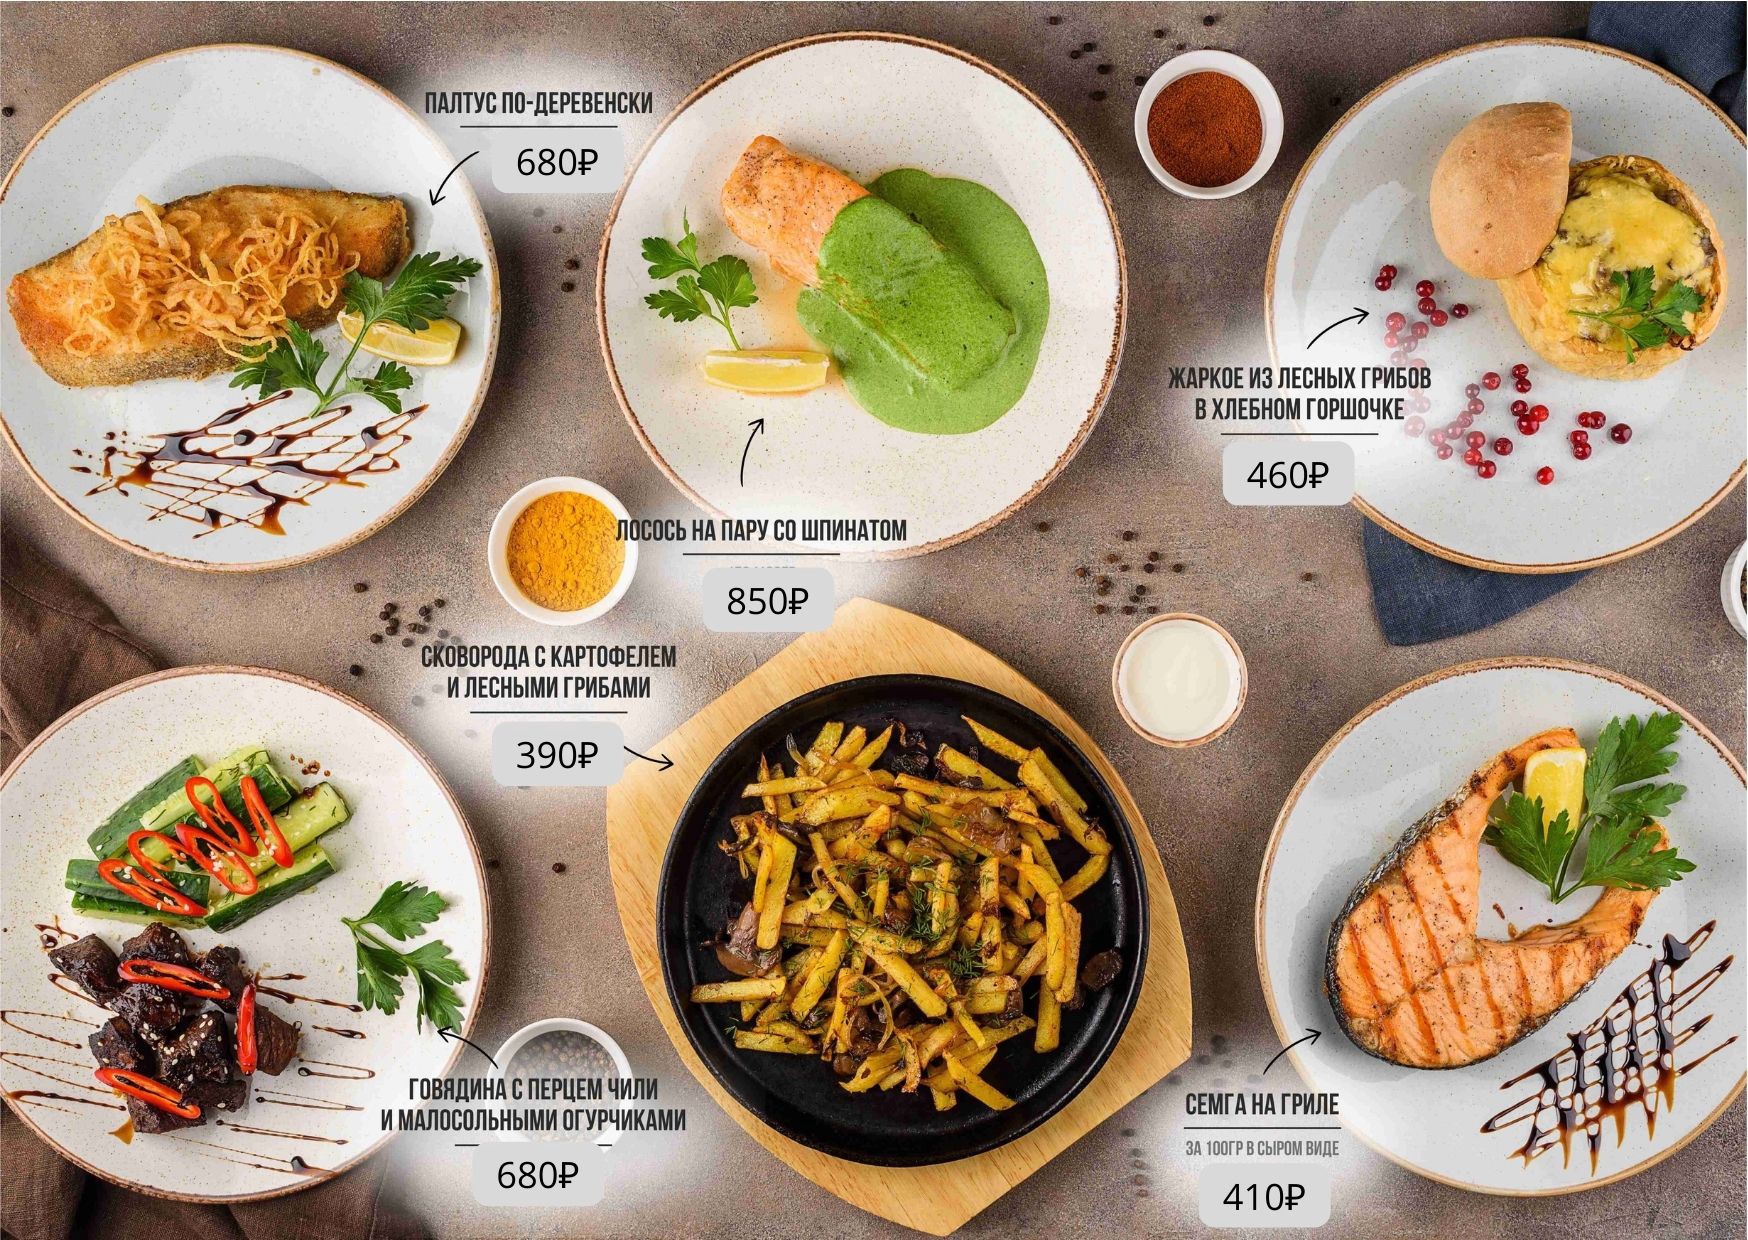 ПАЛТУС ПО-ДЕРЕВЕНСКИ
680₽
ЛОСОСЬ НА ПАРУ СО ШПИНАТОМ
850₽
ЖАРКОЕ ИЗ ЛЕСНЫХ ГРИБОВ
В ХЛЕБНОМ ГОРШОЧКЕ
460₽
СКОВОРОДА С КАРТОФЕЛЕМ
И ЛЕСНЫМИ ГРИБАМИ
390₽
ГОВЯДИНА С ПЕРЦЕМ ЧИЛИ
И МАЛОСОЛЬНЫМИ ОГУРЧИКАМИ
680₽
СЕМГА НА ГРИЛЕ
ЗА 100ГР В СЫРОМ ВИДЕ
410₽